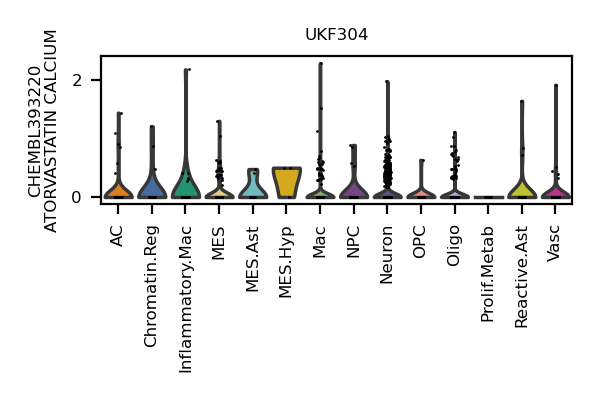 UKF304
CHEMBL393220
ATORVASTATIN CALCIUM
2
0
AC
Chromatin.Reg
Inflammatory.Mac
MES
MES.Ast
MES.Hyp
Mac
NPC
Neuron
OPC
Oligo
Prolif.Metab
Reactive.Ast
Vasc